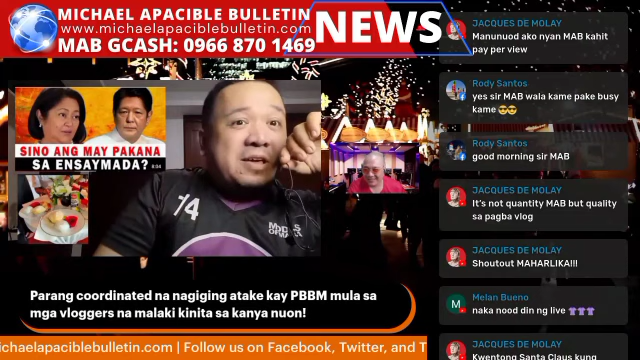 MICHAEL APACIBLE BULLETIN
www.michaelapaciblebulletin.com
MAB GCASH: 0966 870 1469
NEWS
SINO ANG MAY PAKANA
SA ENSAYMADA?
14
Parang coordinated na nagiging atake kay PBBM mula sa
mga vloggers na malaki kinita sa kanya nuon!
ichaelapaciblebulletin.com | Follow us on Facebook, Twitter, and T
JACQUES DE MOLAY
Manunuod ako nyan MAB kahit
pay per view
Rody Santos
yes sir MAB wala kame pake busy
kame 😎😎
Rody Santos
good morning sir MAB
JACQUES DE MOLAY
It's not quantity MAB but quality
sa pagba vlog
JACQUES DE MOLAY
Shoutout MAHARLIKA!!!
Melan Bueno
naka nood din ng live 👚👚👚
JACQUES DE MOLAY
Kwentong Santa Claus kung